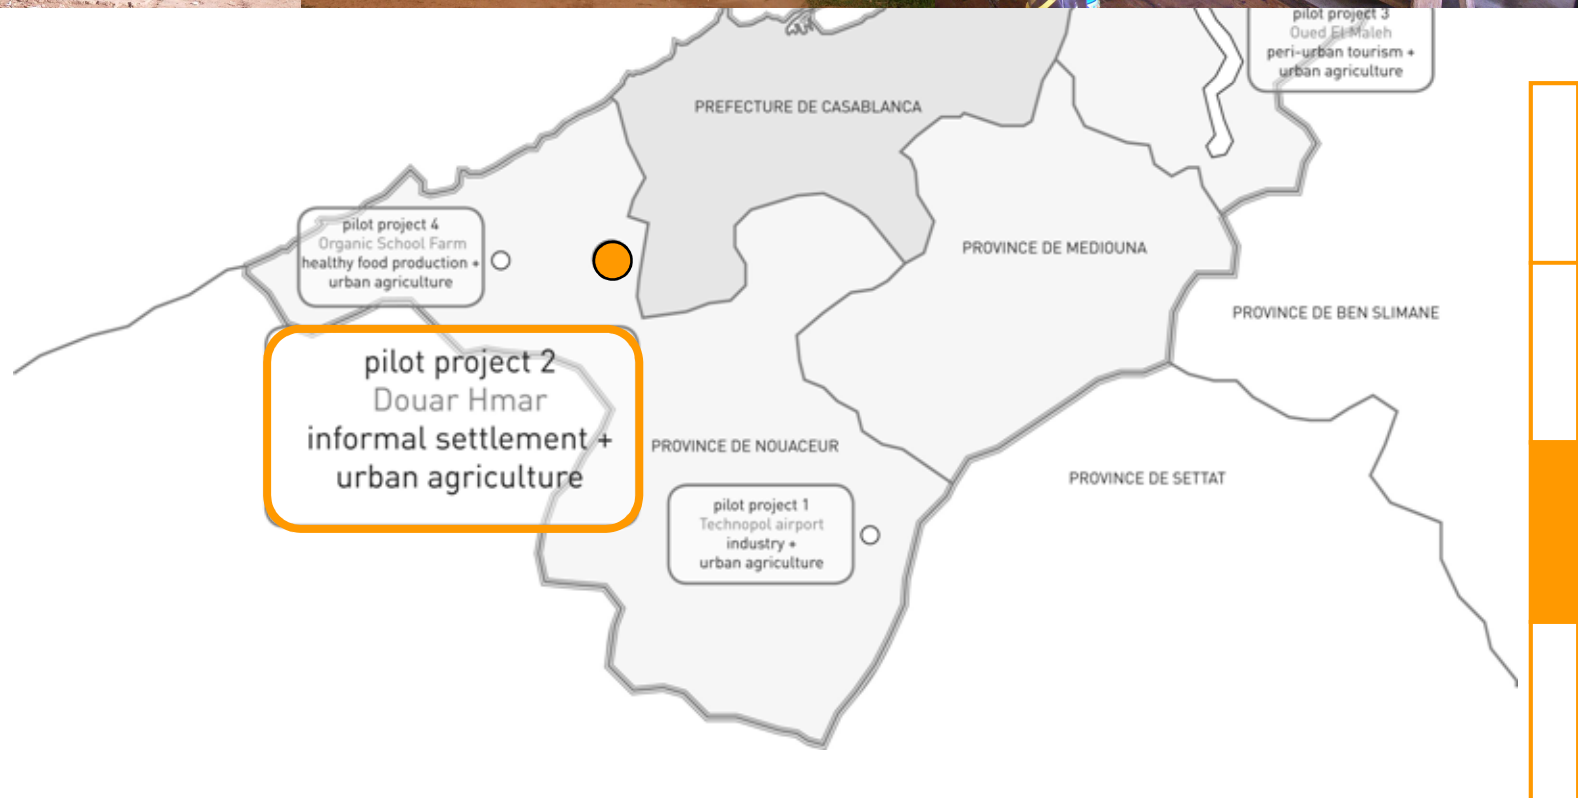 pilot project 3
Oued El Maleh
peri-urban tourism +
urban agriculture
PREFECTURE DE CASABLANCA
pilot project 4
Organic School Farm
healthy food production +
urban agriculture
PROVINCE DE MEDIOUNA
PROVINCE DE BEN SLIMANE
pilot project 2
Douar Hmar
informal settlement +
urban agriculture
PROVINCE DE NOUACEUR
PROVINCE DE SETTAT
pilot project 1
Technopol airport
industry +
urban agriculture